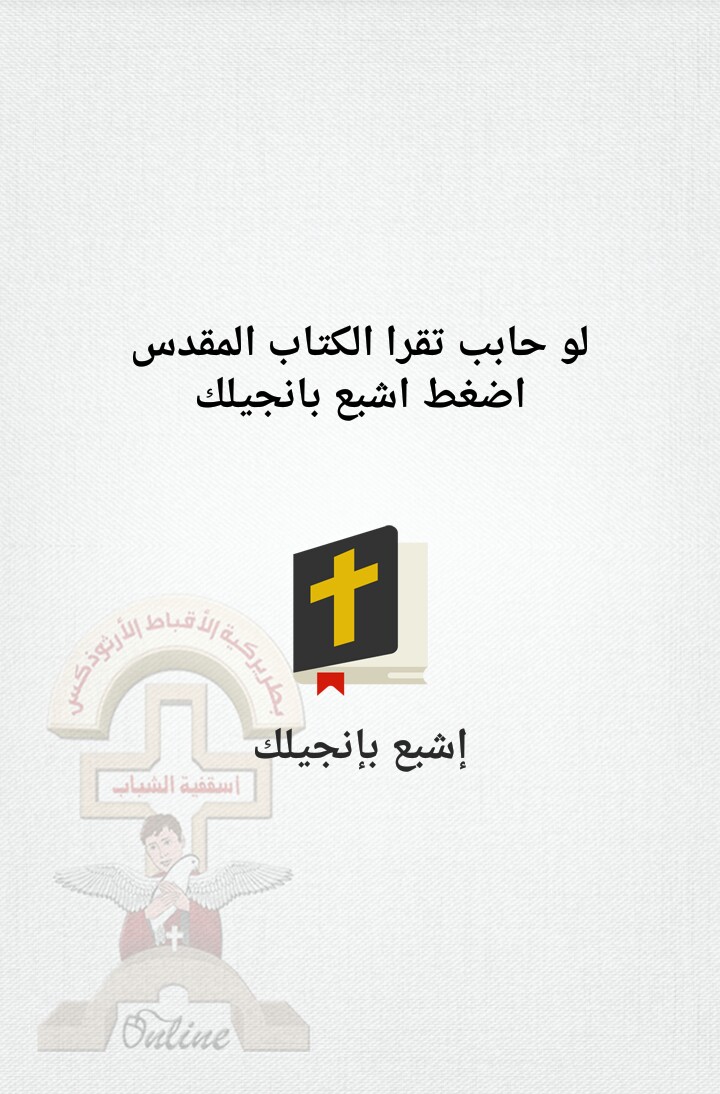 لو حابب تقرا الكتاب المقدس
اضغط اشبع بانجيلك
إشبع بإنجيلك
بطريركية الأقباط الأرثوذكس
اسقفية الشباب
Online